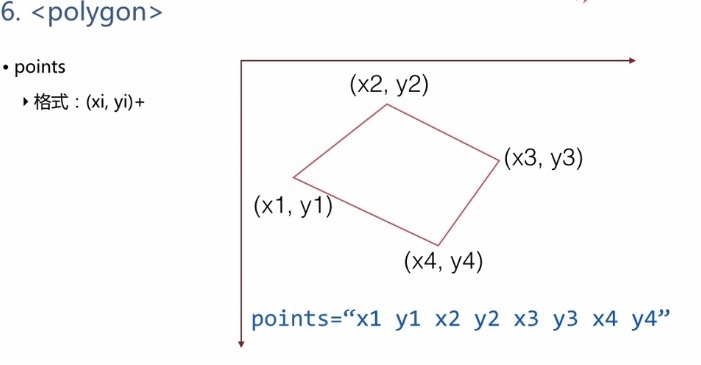 6. <polygon>
• points
‣ 格式：(xi, yi)+
(x2, y2)
(x3, y3)
(x1, y1)
(x4, y4)
points=“x1 y1 x2 y2 x3 y3 x4 y4”